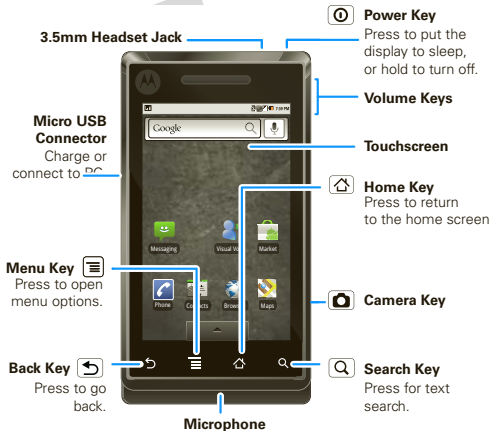 3.5mm Headset Jack
Power Key
Press to put the
display to sleep,
or hold to turn off.
Volume Keys
Micro USB
Connector
Charge or
connect to PC.
Touchscreen
Home Key
Press to return
to the home screen
Menu Key
Press to open
menu options.
Camera Key
Back Key
Press to go
back.
Search Key
Press for text
search.
Microphone
Google
Messaging
Market
Phone
Maps